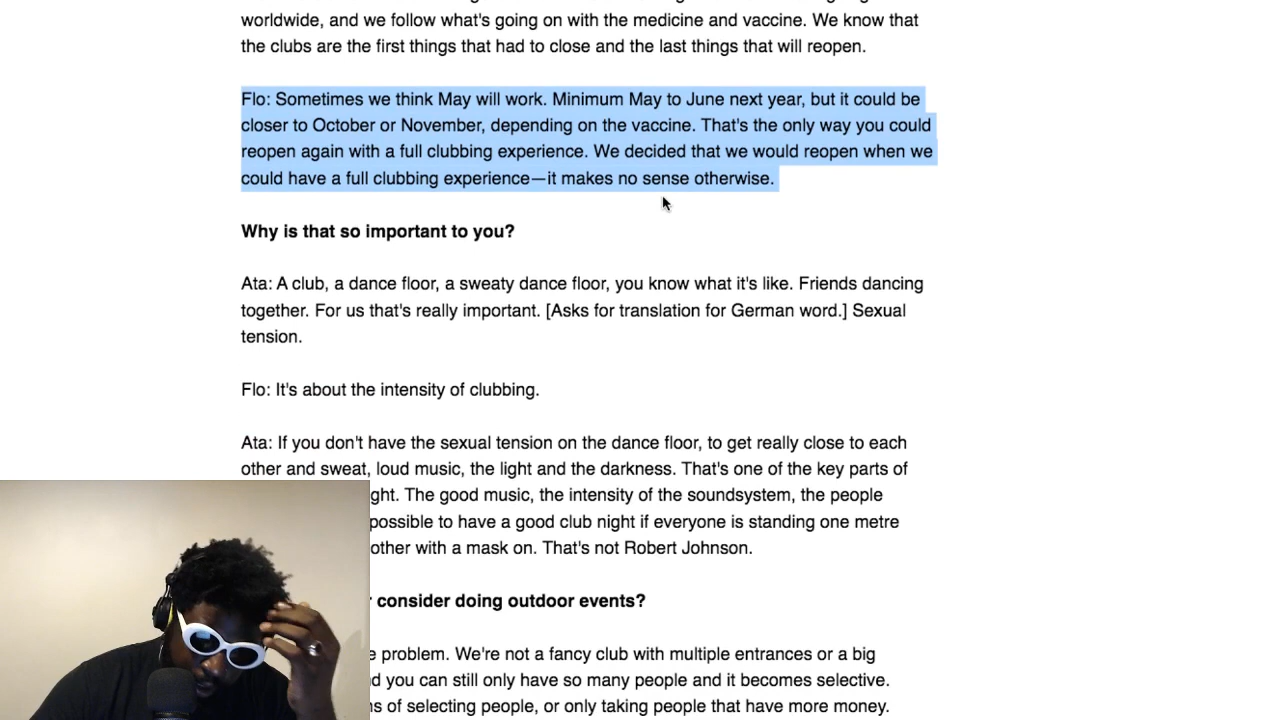 worldwide, and we follow what's going on with the medicine and vaccine. We know that
the clubs are the first things that had to close and the last things that will reopen.
Flo: Sometimes we think May will work. Minimum May to June next year, but it could be
closer to October or November, depending on the vaccine. That's the only way you could
reopen again with a full clubbing experience. We decided that we would reopen when we
could have a full clubbing experience—it makes no sense otherwise.
Why is that so important to you?
Ata: A club, a dance floor, a sweaty dance floor, you know what it's like. Friends dancing
together. For us that's really important. [Asks for translation for German word.] Sexual
tension.
Flo: It's about the intensity of clubbing.
Ata: If you don't have the sexual tension on the dance floor, to get really close to each
other and sweat, loud music, the light and the darkness. That's one of the key parts of
ght. The good music, the intensity of the soundsystem, the people
possible to have a good club night if everyone is standing one metre
other with a mask on. That's not Robert Johnson.
consider doing outdoor events?
e problem. We're not a fancy club with multiple entrances or a big
d you can still only have so many people and it becomes selective.
s of selecting people, or only taking people that have more money.